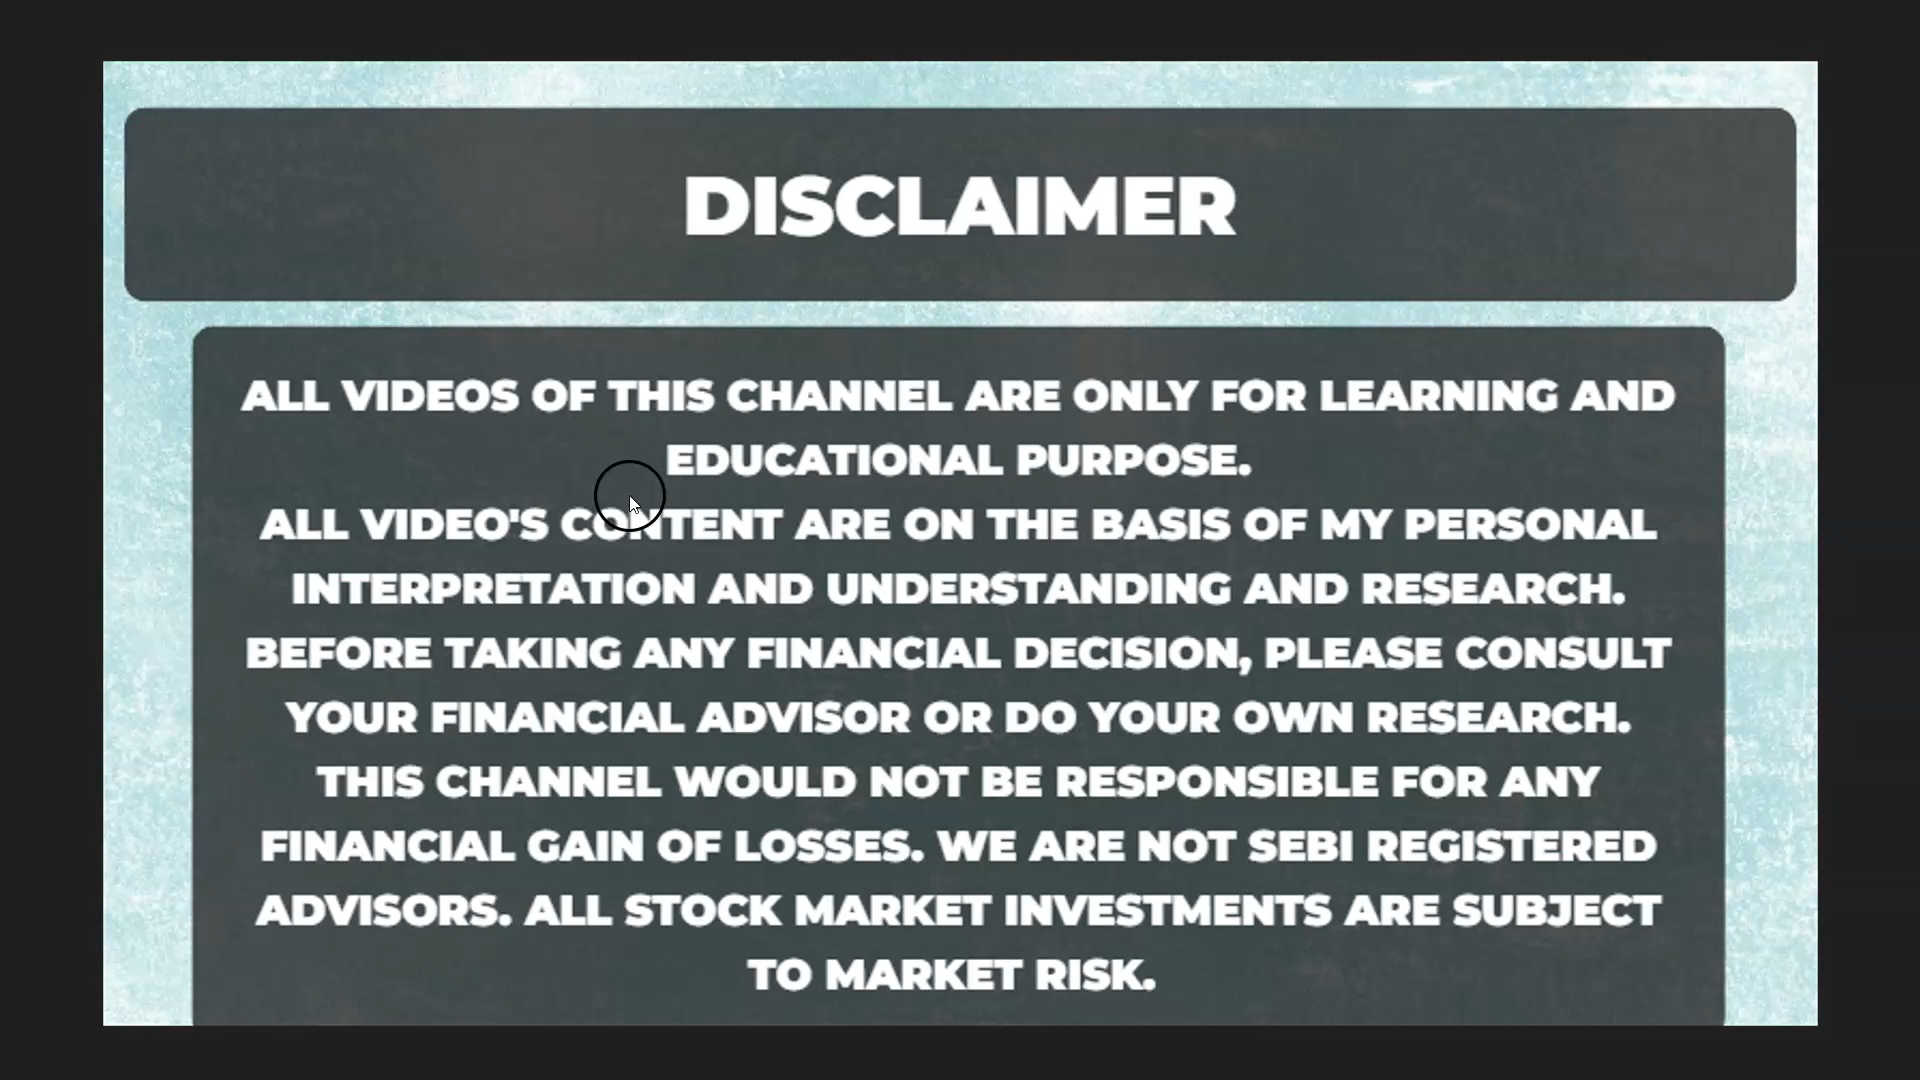 DISCLAIMER
ALL VIDEOS OF THIS CHANNEL ARE ONLY FOR LEARNING AND
EDUCATIONAL PURPOSE.
ALL VIDEO'S CONTENT ARE ON THE BASIS OF MY PERSONAL
INTERPRETATION AND UNDERSTANDING AND RESEARCH.
BEFORE TAKING ANY FINANCIAL DECISION, PLEASE CONSULT
YOUR FINANCIAL ADVISOR OR DO YOUR OWN RESEARCH.
THIS CHANNEL WOULD NOT BE RESPONSIBLE FOR ANY
FINANCIAL GAIN OF LOSSES. WE ARE NOT SEBI REGISTERED
ADVISORS. ALL STOCK MARKET INVESTMENTS ARE SUBJECT
TO MARKET RISK.